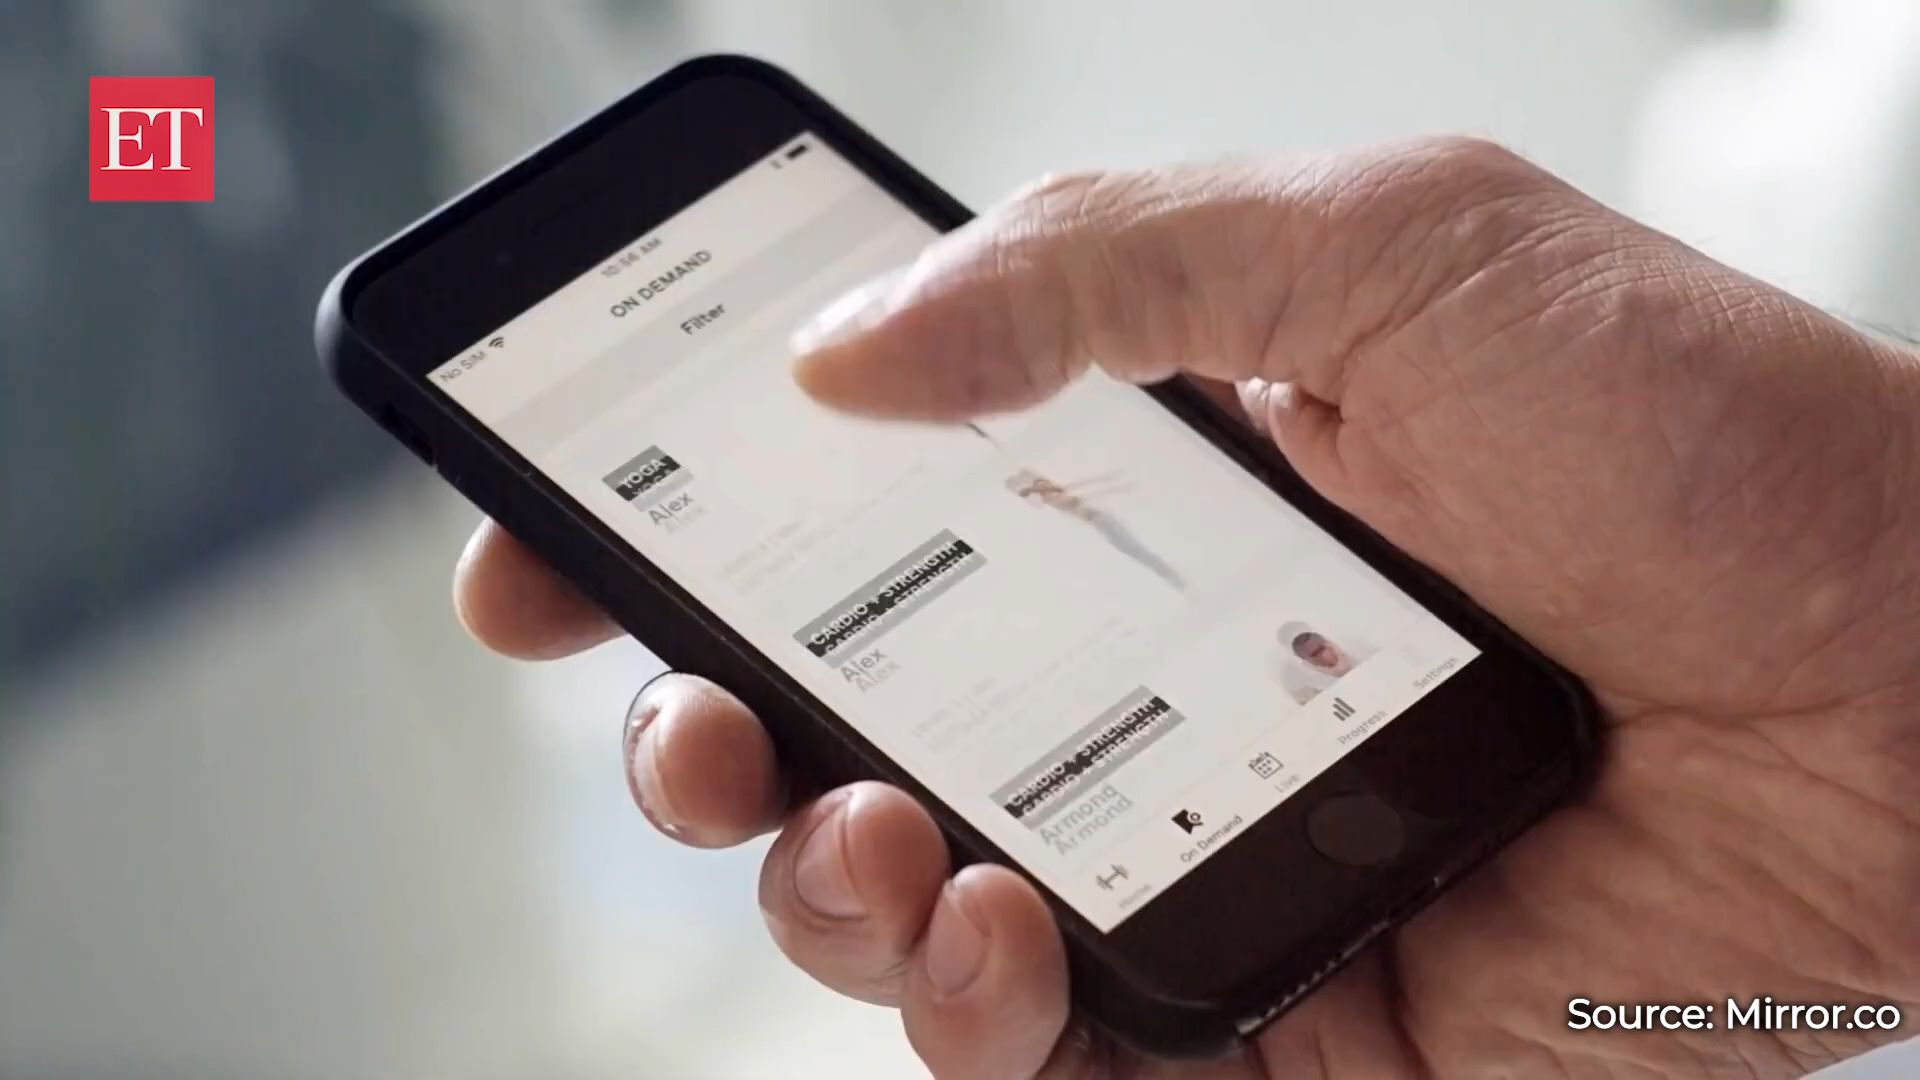 ET
No SIM
10:56 AM
ON DEMAND
Filter
YOGA
Alex
CARDIO + STRENGTH
Alex
CARDIO + STRENGTH
Armond
Home
On Demand
Live
Progress
Settings
Source: Mirror.co